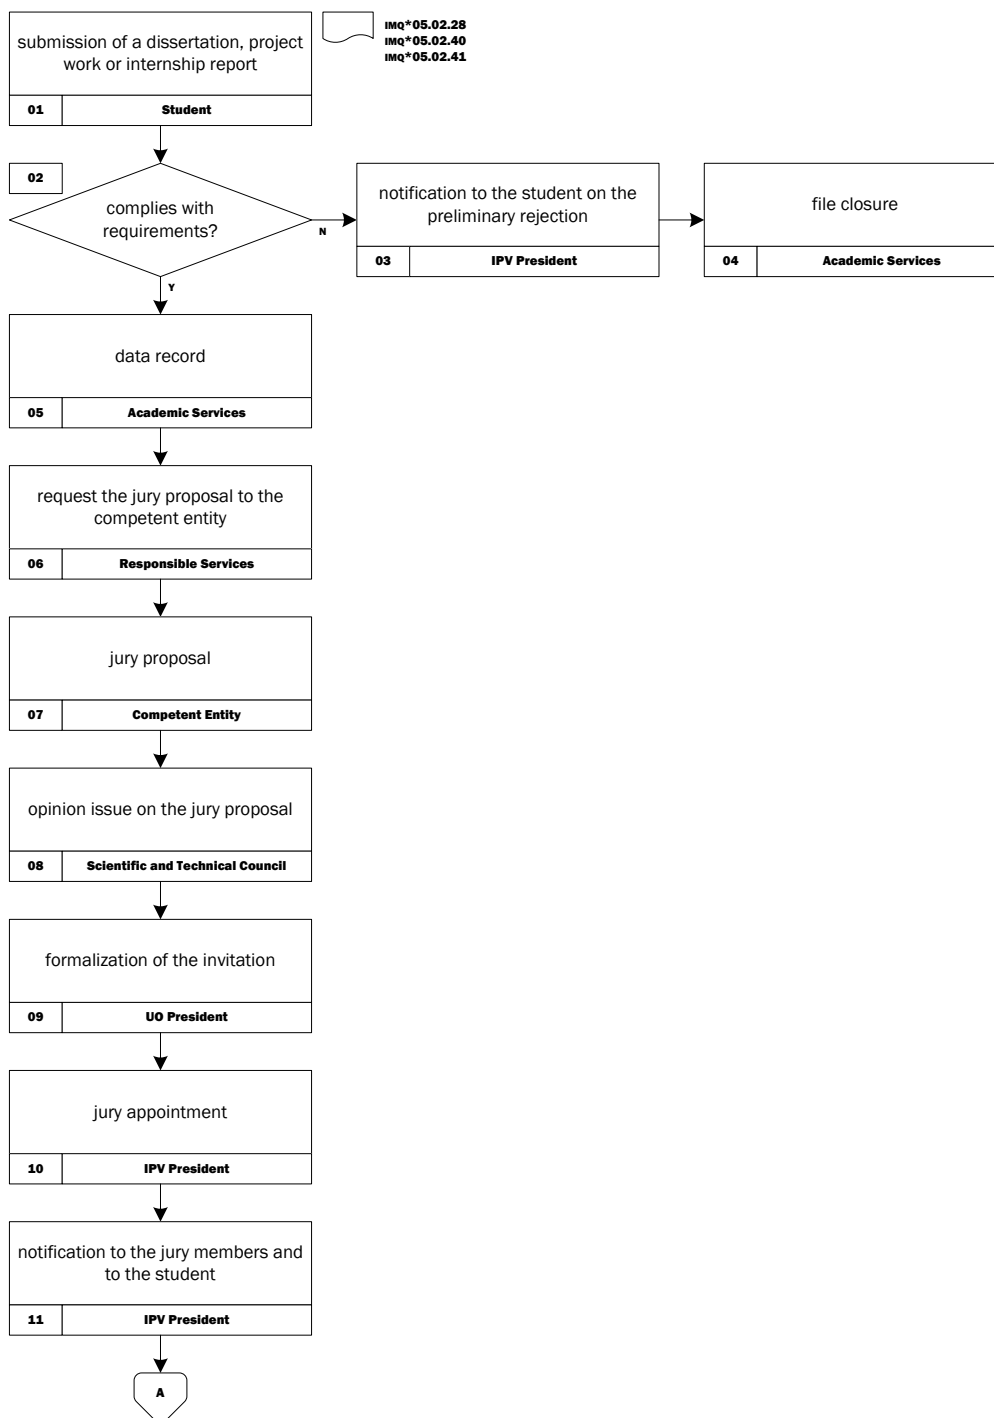 submission of a dissertation, project
work or internship report
01 Student
IMQ*05.02.28
IMQ*05.02.40
IMQ*05.02.41
02
complies with
requirements?
N
Y
notification to the student on the
preliminary rejection
03 IPV President
file closure
04 Academic Services
data record
05 Academic Services
request the jury proposal to the
competent entity
06 Responsible Services
jury proposal
07 Competent Entity
opinion issue on the jury proposal
08 Scientific and Technical Council
formalization of the invitation
09 UO President
jury appointment
10 IPV President
notification to the jury members and
to the student
11 IPV President
A